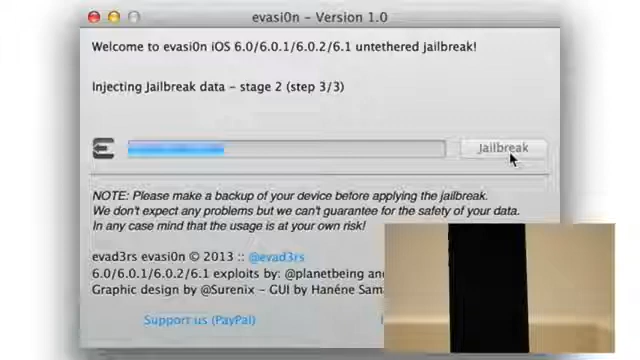 evasi0n - Version 1.0
Welcome to evasi0n iOS 6.0/6.0.1/6.0.2/6.1 untethered jailbreak!
Injecting Jailbreak data - stage 2 (step 3/3)
Jailbreak
NOTE: Please make a backup of your device before applying the jailbreak.
We don't expect any problems but we can't guarantee for the safety of your data.
In any case mind that the usage is at your own risk!
evad3rs evasi0n © 2013 :: @evad3rs
6.0/6.0.1/6.0.2/6.1 exploits by: @planetbeing and
Graphic design by @Surenix - GUI by Hanéne Sam
Support us (PayPal)